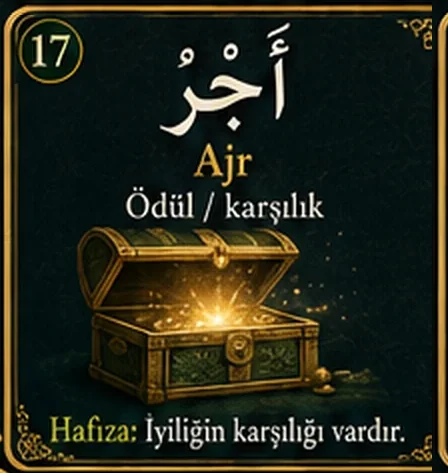 17
أَجْرُ
Ajr
Ödül / karşılık
Hafıza: İyiliğin karşılığı vardır.